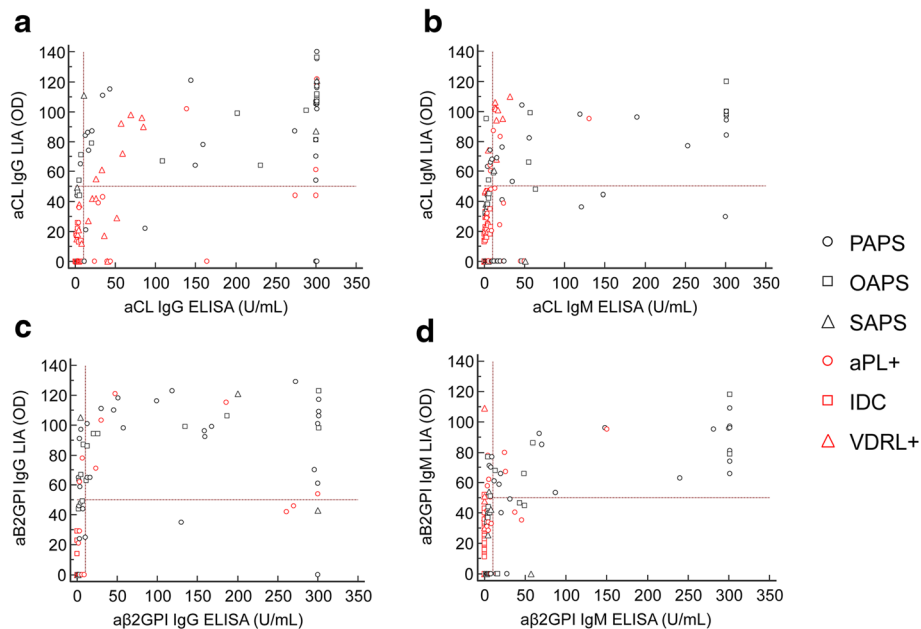 a
140
120
100
80
60
40
20
0
aCL IgG LIA (OD)
0 50 100 150 200 250 300 350
aCL IgG ELISA (U/mL)
b
140
120
100
80
60
40
20
0
aCL IgM LIA (OD)
0 50 100 150 200 250 300 350
aCL IgM ELISA (U/mL)
c
140
120
100
80
60
40
20
0
aB2GPI IgG LIA (OD)
0 50 100 150 200 250 300 350
aβ2GPI IgG ELISA (U/mL)
d
140
120
100
80
60
40
20
0
aB2GPI IgM LIA (OD)
0 50 100 150 200 250 300 350
aβ2GPI IgM ELISA (U/mL)
PAPS
OAPS
SAPS
aPL+
IDC
VDRL+